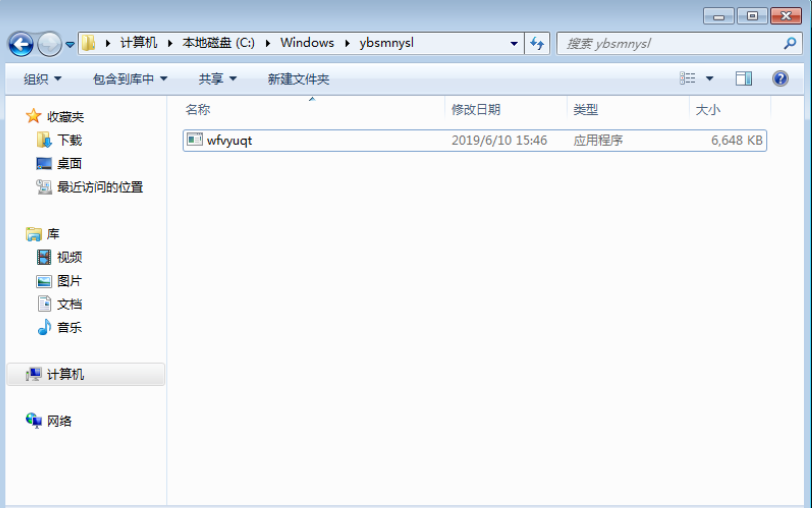 计算机 本地磁盘 (C:) Windows ybsmnysl 搜索 ybsmnysl
组织 包含到库中 共享 新建文件夹
名称 修改日期 类型 大小
wfvyuqt 2019/6/10 15:46 应用程序 6,648 KB
收藏夹
下载
桌面
最近访问的位置
库
视频
图片
文档
音乐
计算机
网络